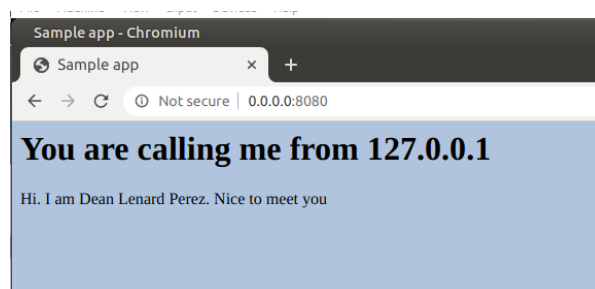 Sample app - Chromium
Sample app × +
Not secure | 0.0.0.0:8080
You are calling me from 127.0.0.1
Hi. I am Dean Lenard Perez. Nice to meet you